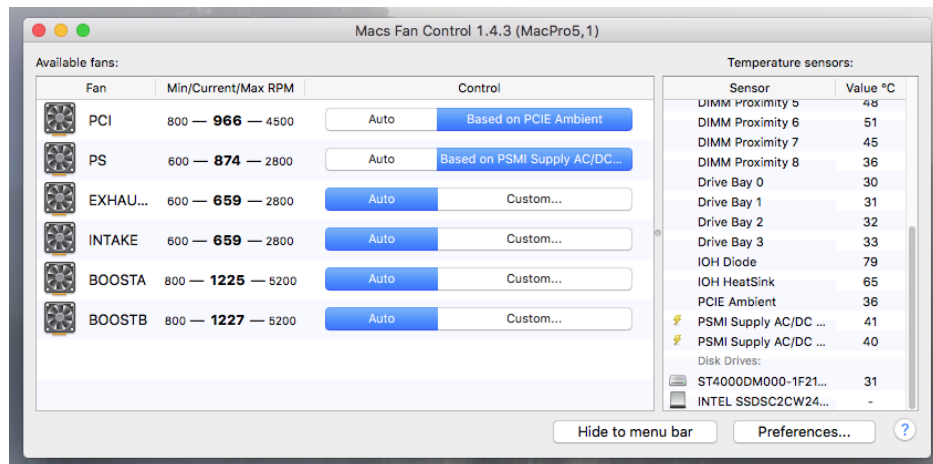 Macs Fan Control 1.4.3 (MacPro5,1)
Available fans:
Temperature sensors:
Fan Min/Current/Max RPM Control
Sensor Value °C
PCI 800 — 966 — 4500 Auto Based on PCIE Ambient
PS 600 — 874 — 2800 Auto Based on PSMI Supply AC/DC...
EXHAU... 600 — 659 — 2800 Auto Custom...
INTAKE 600 — 659 — 2800 Auto Custom...
BOOSTA 800 — 1225 — 5200 Auto Custom...
BOOSTB 800 — 1227 — 5200 Auto Custom...
DIMM Proximity 5 48
DIMM Proximity 6 51
DIMM Proximity 7 45
DIMM Proximity 8 36
Drive Bay 0 30
Drive Bay 1 31
Drive Bay 2 32
Drive Bay 3 33
IOH Diode 79
IOH HeatSink 65
PCIE Ambient 36
PSMI Supply AC/DC ... 41
PSMI Supply AC/DC ... 40
Disk Drives:
ST4000DM000-1F21... 31
INTEL SSDSC2CW24... -
Hide to menu bar Preferences... ?